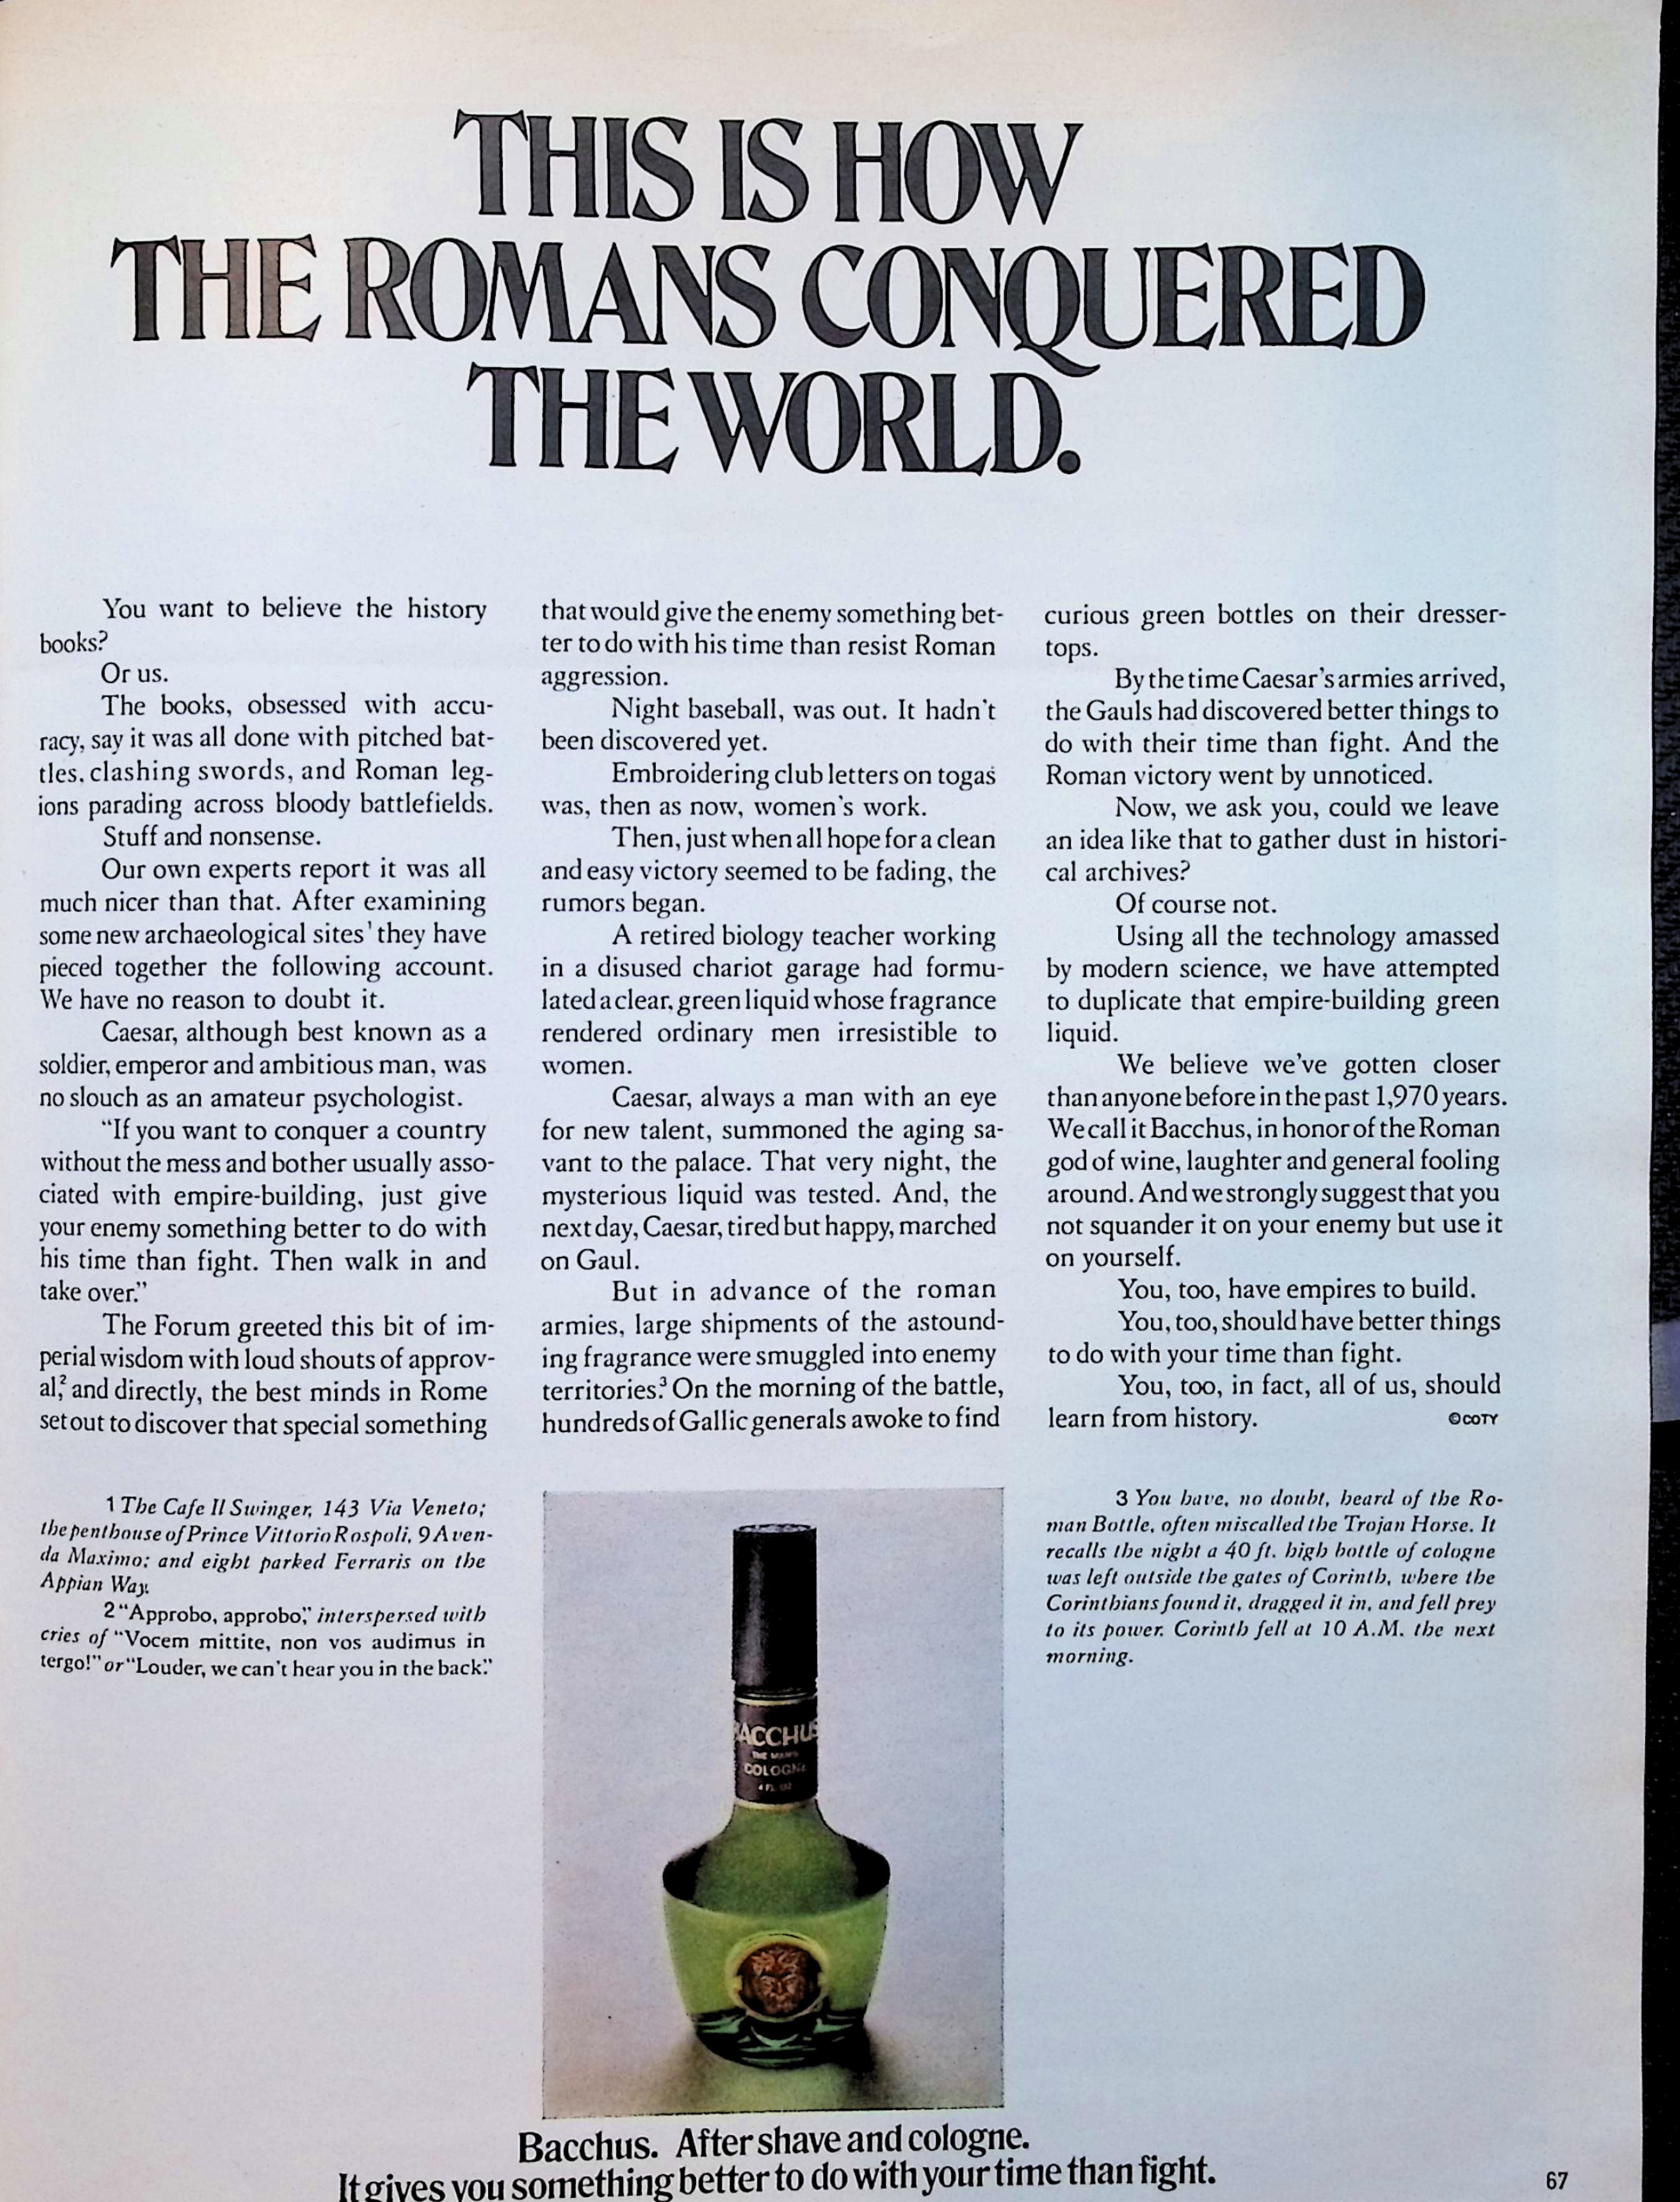 THIS IS HOW
THE ROMANS CONQUERED
THE WORLD.
You want to believe the history
books?
Or us.
The books, obsessed with accu-
racy, say it was all done with pitched bat-
tles, clashing swords, and Roman leg-
ions parading across bloody battlefields.
Stuff and nonsense.
Our own experts report it was all
much nicer than that. After examining
some new archaeological sites¹ they have
pieced together the following account.
We have no reason to doubt it.
Caesar, although best known as a
soldier, emperor and ambitious man, was
no slouch as an amateur psychologist.
"If you want to conquer a country
without the mess and bother usually asso-
ciated with empire-building, just give
your enemy something better to do with
his time than fight. Then walk in and
take over."
The Forum greeted this bit of im-
perial wisdom with loud shouts of approv-
al,² and directly, the best minds in Rome
set out to discover that special something
that would give the enemy something bet-
ter to do with his time than resist Roman
aggression.
Night baseball, was out. It hadn't
been discovered yet.
Embroidering club letters on togas
was, then as now, women's work.
Then, just when all hope for a clean
and easy victory seemed to be fading, the
rumors began.
A retired biology teacher working
in a disused chariot garage had formu-
lated a clear, green liquid whose fragrance
rendered ordinary men irresistible to
women.
Caesar, always a man with an eye
for new talent, summoned the aging sa-
vant to the palace. That very night, the
mysterious liquid was tested. And, the
next day, Caesar, tired but happy, marched
on Gaul.
But in advance of the roman
armies, large shipments of the astound-
ing fragrance were smuggled into enemy
territories.³ On the morning of the battle,
hundreds of Gallic generals awoke to find
curious green bottles on their dresser-
tops.
By the time Caesar's armies arrived,
the Gauls had discovered better things to
do with their time than fight. And the
Roman victory went by unnoticed.
Now, we ask you, could we leave
an idea like that to gather dust in histori-
cal archives?
Of course not.
Using all the technology amassed
by modern science, we have attempted
to duplicate that empire-building green
liquid.
We believe we've gotten closer
than anyone before in the past 1,970 years.
We call it Bacchus, in honor of the Roman
god of wine, laughter and general fooling
around. And we strongly suggest that you
not squander it on your enemy but use it
on yourself.
You, too, have empires to build.
You, too, should have better things
to do with your time than fight.
You, too, in fact, all of us, should
learn from history. ©COTY
1 The Cafe Il Swinger, 143 Via Veneto;
the penthouse of Prince Vittorio Rospoli, 9 Aven-
da Maximo; and eight parked Ferraris on the
Appian Way.
2 "Approbo, approbo," interspersed with
cries of "Vocem mittite, non vos audimus in
tergo!" or "Louder, we can't hear you in the back."
3 You have, no doubt, heard of the Ro-
man Bottle, often miscalled the Trojan Horse. It
recalls the night a 40 ft. high bottle of cologne
was left outside the gates of Corinth, where the
Corinthians found it, dragged it in, and fell prey
to its power. Corinth fell at 10 A.M. the next
morning.
BACCHUS
THE MAN'S
COLOGNE
4 FL OZ
Bacchus. After shave and cologne.
It gives you something better to do with your time than fight.
67